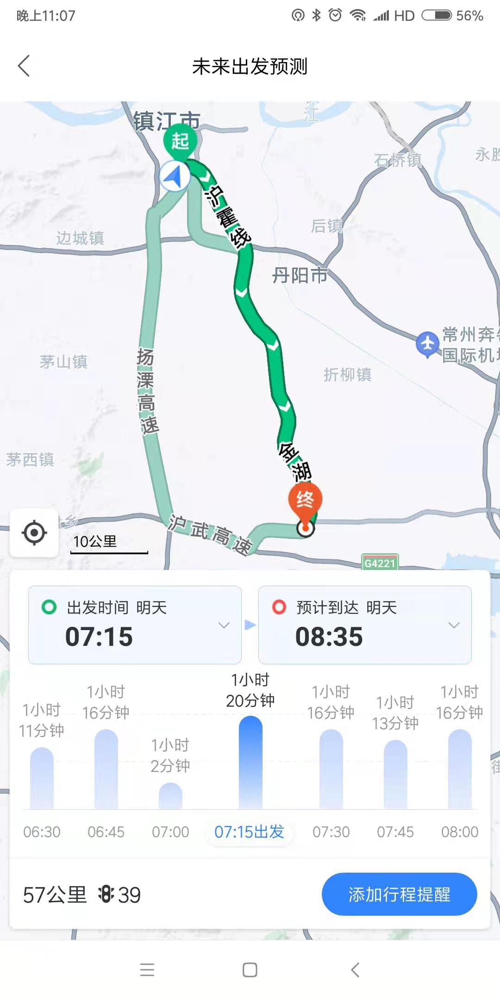 晚上11:07
HD 56%
未来出发预测
镇江市
江
起
石桥镇
永胜
沪霍线
后镇
边城镇
丹阳市
常州奔牛
国际机场
茅山镇
扬溧高速
折柳镇
茅西镇
金湖
终
乡
沪武高速
10公里
G4221
出发时间 明天
07:15
预计到达 明天
08:35
1小时
11分钟
1小时
16分钟
1小时
2分钟
1小时
20分钟
1小时
16分钟
1小时
13分钟
1小时
16分钟
街
06:30
06:45
07:00
07:15出发
07:30
07:45
08:00
57公里
39
添加行程提醒